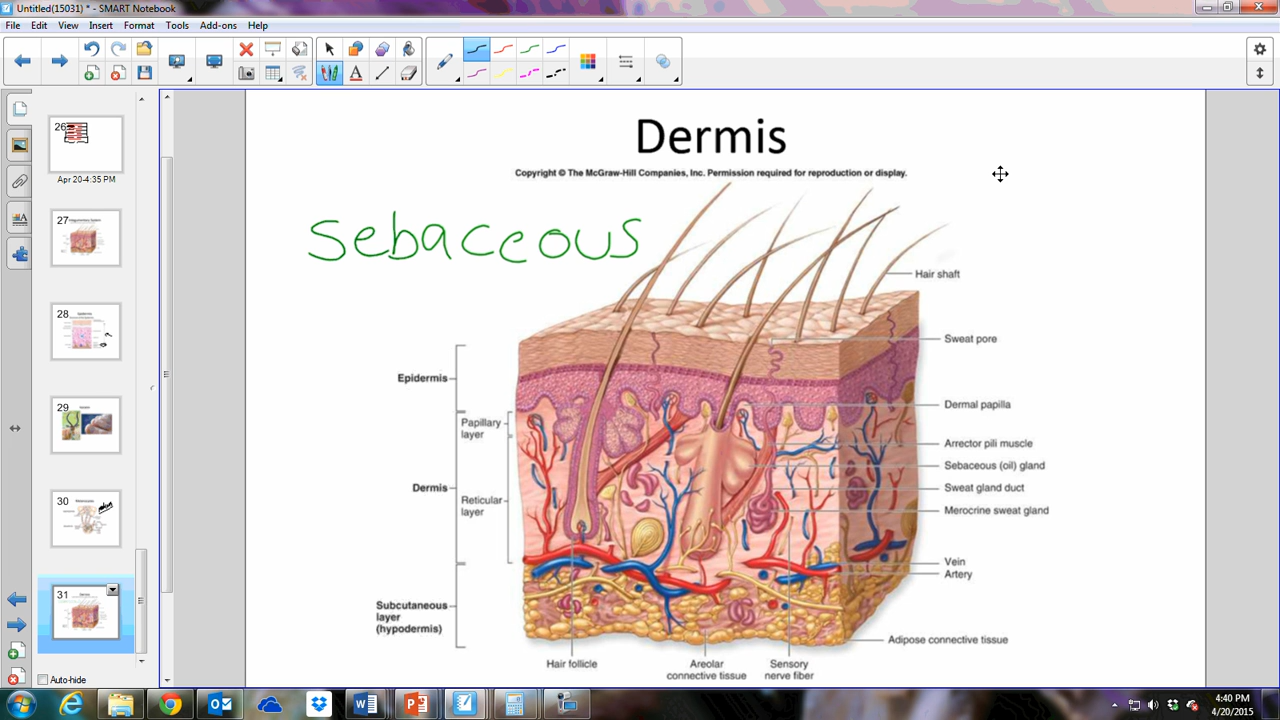 Untitled(15031) * - SMART Notebook
File Edit View Insert Format Tools Add-ons Help
26
Apr 20-4:35 PM
27
28
29
30
31
Auto-hide
Dermis
Copyright © The McGraw-Hill Companies, Inc. Permission required for reproduction or display.
sebaceous
Hair shaft
Sweat pore
Epidermis
Dermal papilla
Papillary
layer
Arrector pili muscle
Sebaceous (oil) gland
Dermis
Sweat gland duct
Reticular
layer
Merocrine sweat gland
Vein
Artery
Subcutaneous
layer
(hypodermis)
Adipose connective tissue
Hair follicle
Areolar
connective tissue
Sensory
nerve fiber
4:40 PM
4/20/2015